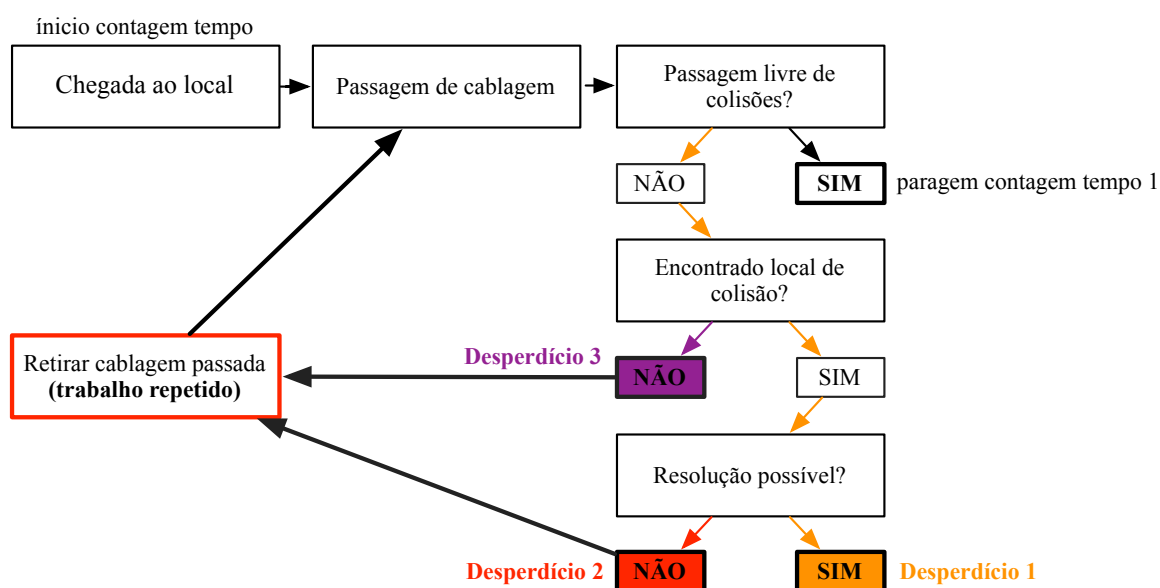 ínicio contagem tempo
Chegada ao local
Passagem de cablagem
Passagem livre de
colisões?
NÃO
SIM
paragem contagem tempo 1
Encontrado local de
colisão?
Desperdício 3
NÃO
SIM
Retirar cablagem passada
(trabalho repetido)
Resolução possível?
Desperdício 2
NÃO
SIM
Desperdício 1